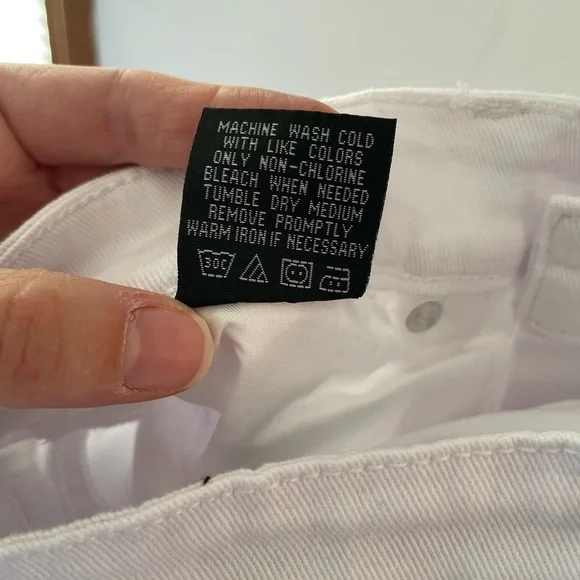 MACHINE WASH COLD
WITH LIKE COLORS
ONLY NON-CHLORINE
BLEACH WHEN NEEDED
TUMBLE DRY MEDIUM
REMOVE PROMPTLY
WARM IRON IF NECESSARY
30C